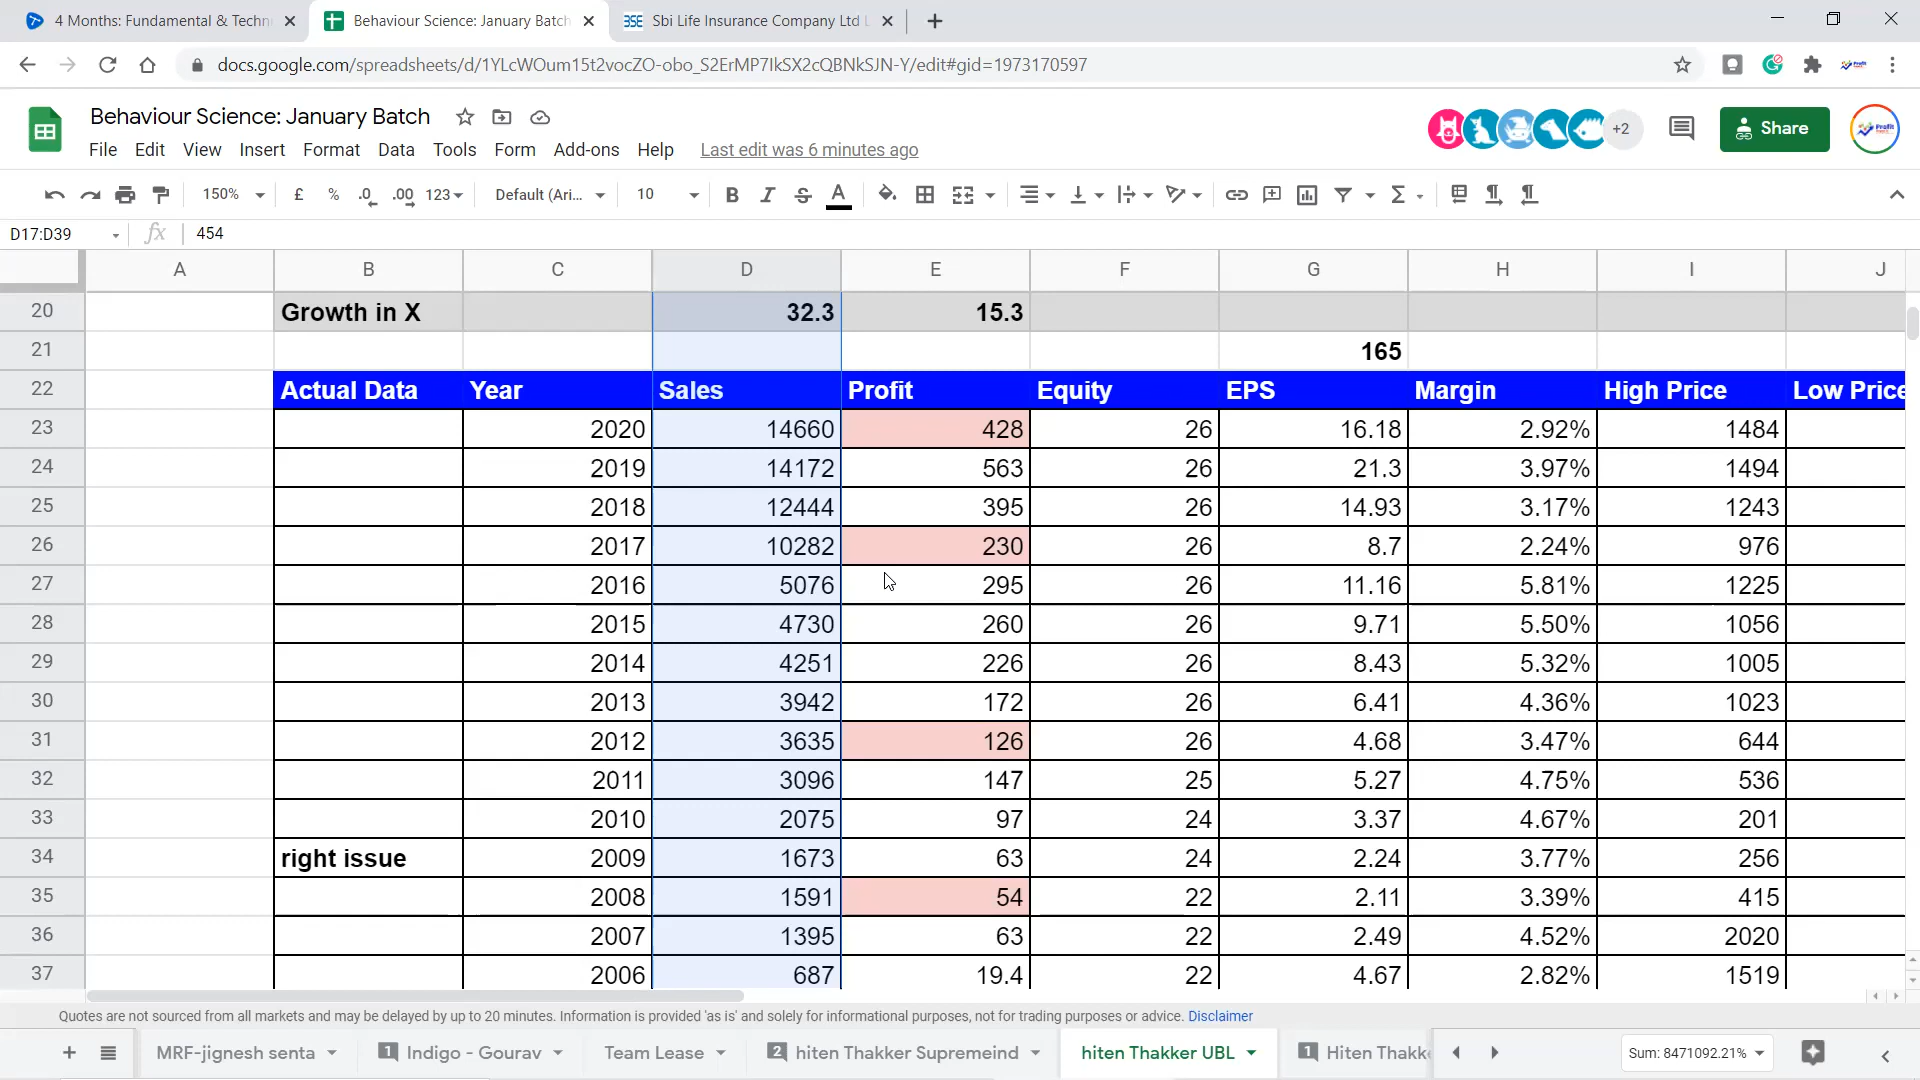 4 Months: Fundamental & Techn
Behaviour Science: January Batch
Sbi Life Insurance Company Ltd L
docs.google.com/spreadsheets/d/1YLcWOum15t2vocZO-obo_S2ErMP7IkSX2cQBNkSJN-Y/edit#gid=1973170597
Behaviour Science: January Batch
+2
Share
File Edit View Insert Format Data Tools Form Add-ons Help Last edit was 6 minutes ago
150% £ % .0 .00 123 Default (Ari... 10 B I S A
D17:D39 fx 454
A B C D E F G H I J
20 Growth in X 32.3 15.3
21 165
22 Actual Data Year Sales Profit Equity EPS Margin High Price Low Price
23 2020 14660 428 26 16.18 2.92% 1484
24 2019 14172 563 26 21.3 3.97% 1494
25 2018 12444 395 26 14.93 3.17% 1243
26 2017 10282 230 26 8.7 2.24% 976
27 2016 5076 295 26 11.16 5.81% 1225
28 2015 4730 260 26 9.71 5.50% 1056
29 2014 4251 226 26 8.43 5.32% 1005
30 2013 3942 172 26 6.41 4.36% 1023
31 2012 3635 126 26 4.68 3.47% 644
32 2011 3096 147 25 5.27 4.75% 536
33 2010 2075 97 24 3.37 4.67% 201
34 right issue 2009 1673 63 24 2.24 3.77% 256
35 2008 1591 54 22 2.11 3.39% 415
36 2007 1395 63 22 2.49 4.52% 2020
37 2006 687 19.4 22 4.67 2.82% 1519
Quotes are not sourced from all markets and may be delayed by up to 20 minutes. Information is provided 'as is' and solely for informational purposes, not for trading purposes or advice. Disclaimer
MRF-jignesh senta 1 Indigo - Gourav Team Lease 2 hiten Thakker Supremeind hiten Thakker UBL 1 Hiten Thakke Sum: 8471092.21%